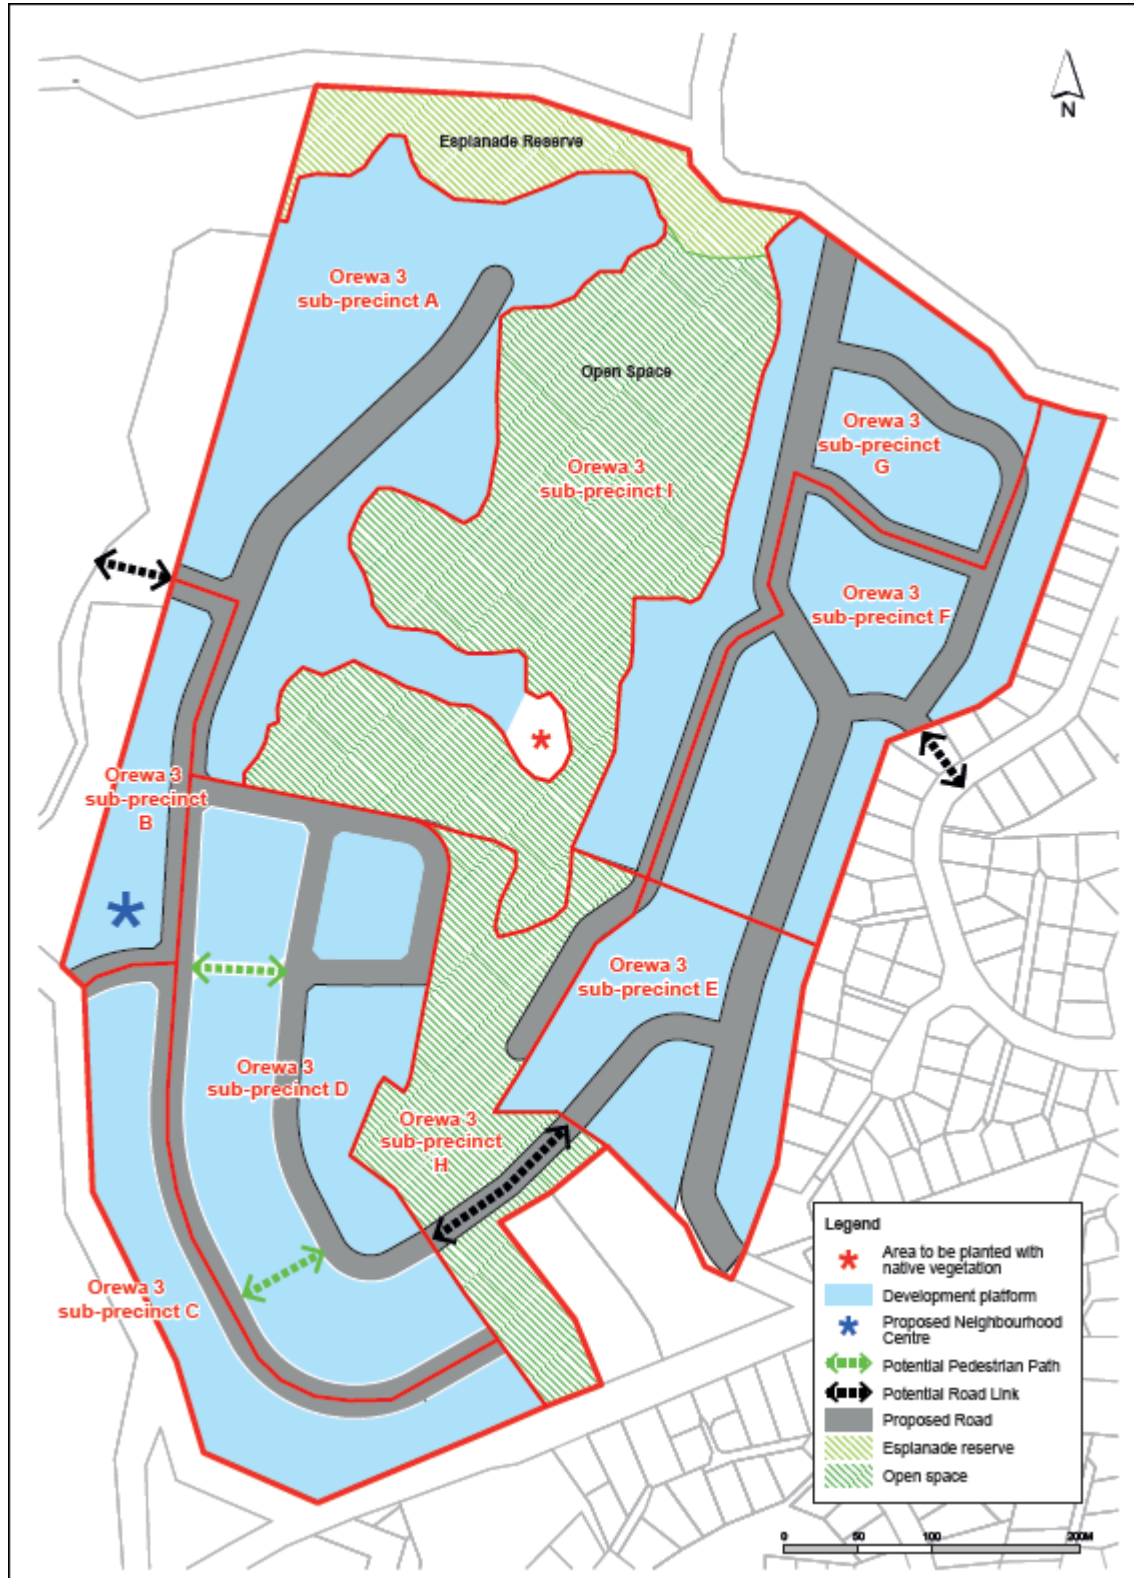 N
Esplanade Reserve
Orewa 3
sub-precinct A
Open Space
Orewa 3
sub-precinct
G
Orewa 3
sub-precinct I
Orewa 3
sub-precinct F
Orewa 3
sub-precinct
B
Orewa 3
sub-precinct E
Orewa 3
sub-precinct D
Orewa 3
sub-precinct
H
Orewa 3
sub-precinct C
Legend
Area to be planted with
native vegetation
Development platform
Proposed Neighbourhood
Centre
Potential Pedestrian Path
Potential Road Link
Proposed Road
Esplanade reserve
Open space
0 50 100 200M